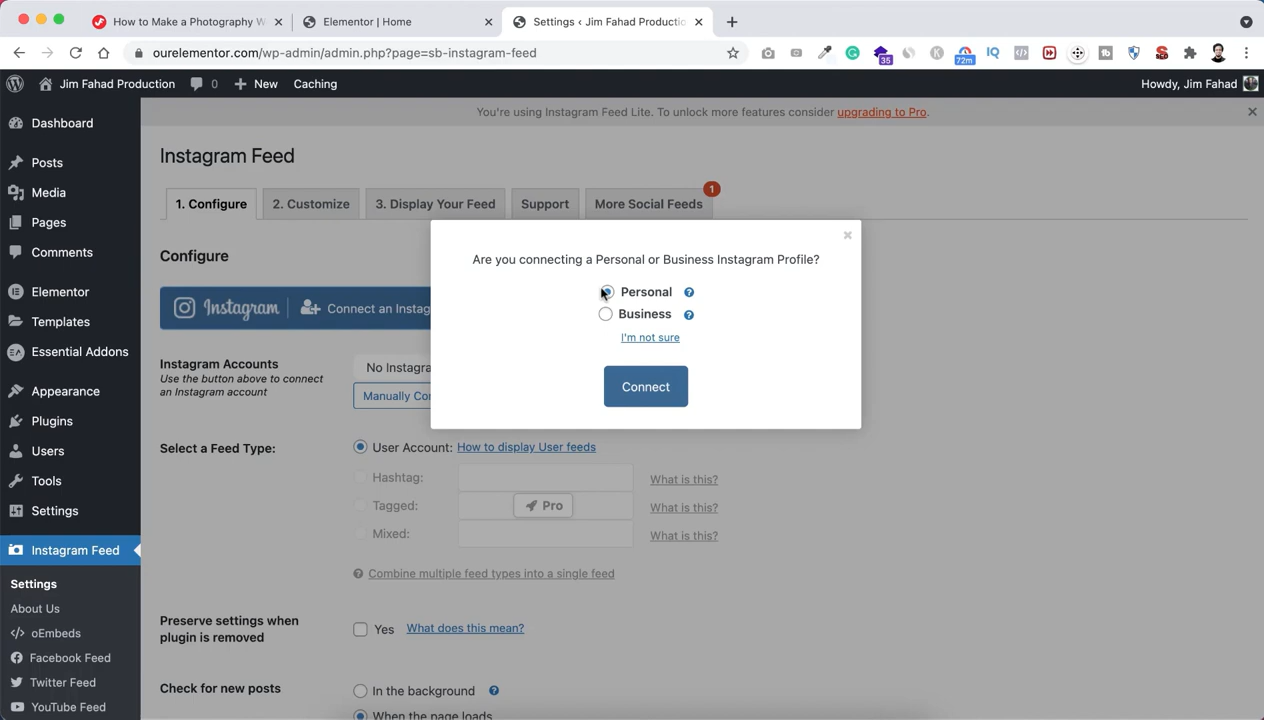 How to Make a Photography W
Elementor | Home
Settings ‹ Jim Fahad Productio
ourelementor.com/wp-admin/admin.php?page=sb-instagram-feed
35
72m
IQ
Jim Fahad Production
0
New
Caching
Howdy, Jim Fahad
You're using Instagram Feed Lite. To unlock more features consider upgrading to Pro.
Dashboard
Posts
Media
Pages
Comments
Elementor
Templates
Essential Addons
Appearance
Plugins
Users
Tools
Settings
Instagram Feed
Settings
About Us
oEmbeds
Facebook Feed
Twitter Feed
YouTube Feed
Instagram Feed
1. Configure
2. Customize
3. Display Your Feed
Support
More Social Feeds
1
Configure
Instagram
Connect an Instag
Are you connecting a Personal or Business Instagram Profile?
Personal
Business
I'm not sure
Connect
Instagram Accounts
Use the button above to connect
an Instagram account
No Instagra
Manually Co
Select a Feed Type:
User Account: How to display User feeds
Hashtag:
What is this?
Tagged:
Pro
What is this?
Mixed:
What is this?
Combine multiple feed types into a single feed
Preserve settings when
plugin is removed
Yes
What does this mean?
Check for new posts
In the background
When the page loads